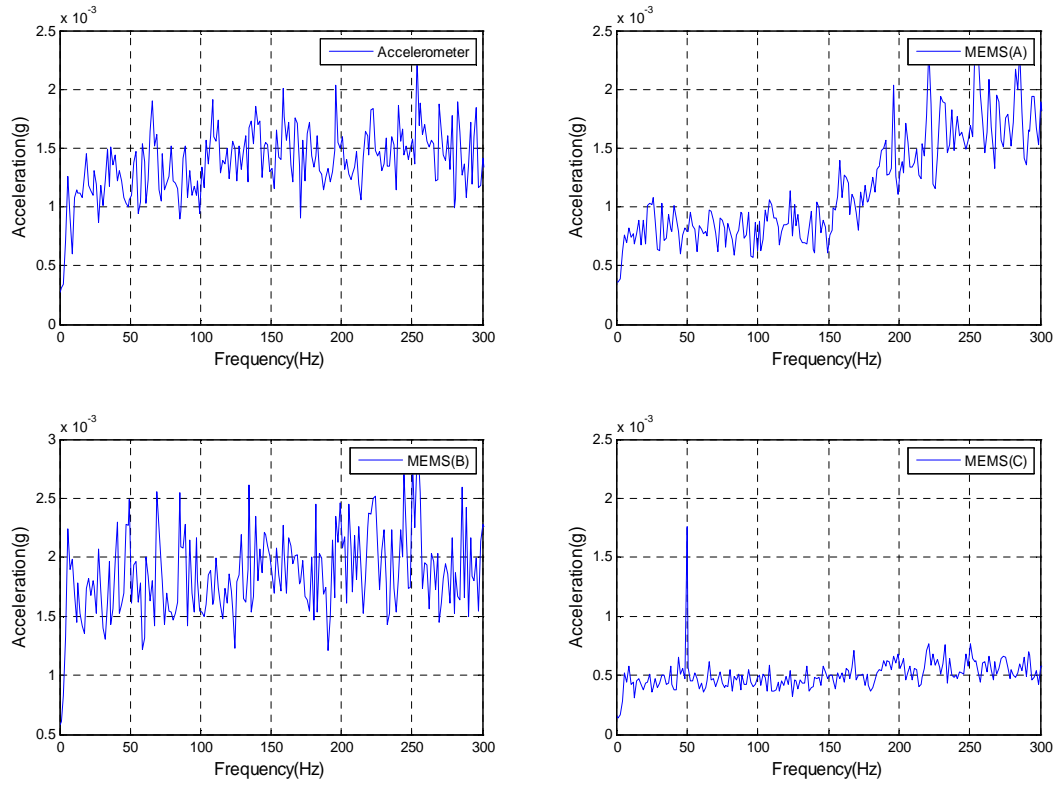 x 10^-3
2.5
2
1.5
1
0.5
0
Acceleration(g)
Accelerometer
0 50 100 150 200 250 300
Frequency(Hz)
x 10^-3
2.5
2
1.5
1
0.5
0
Acceleration(g)
MEMS(A)
0 50 100 150 200 250 300
Frequency(Hz)
x 10^-3
3
2.5
2
1.5
1
0.5
Acceleration(g)
MEMS(B)
0 50 100 150 200 250 300
Frequency(Hz)
x 10^-3
2.5
2
1.5
1
0.5
0
Acceleration(g)
MEMS(C)
0 50 100 150 200 250 300
Frequency(Hz)